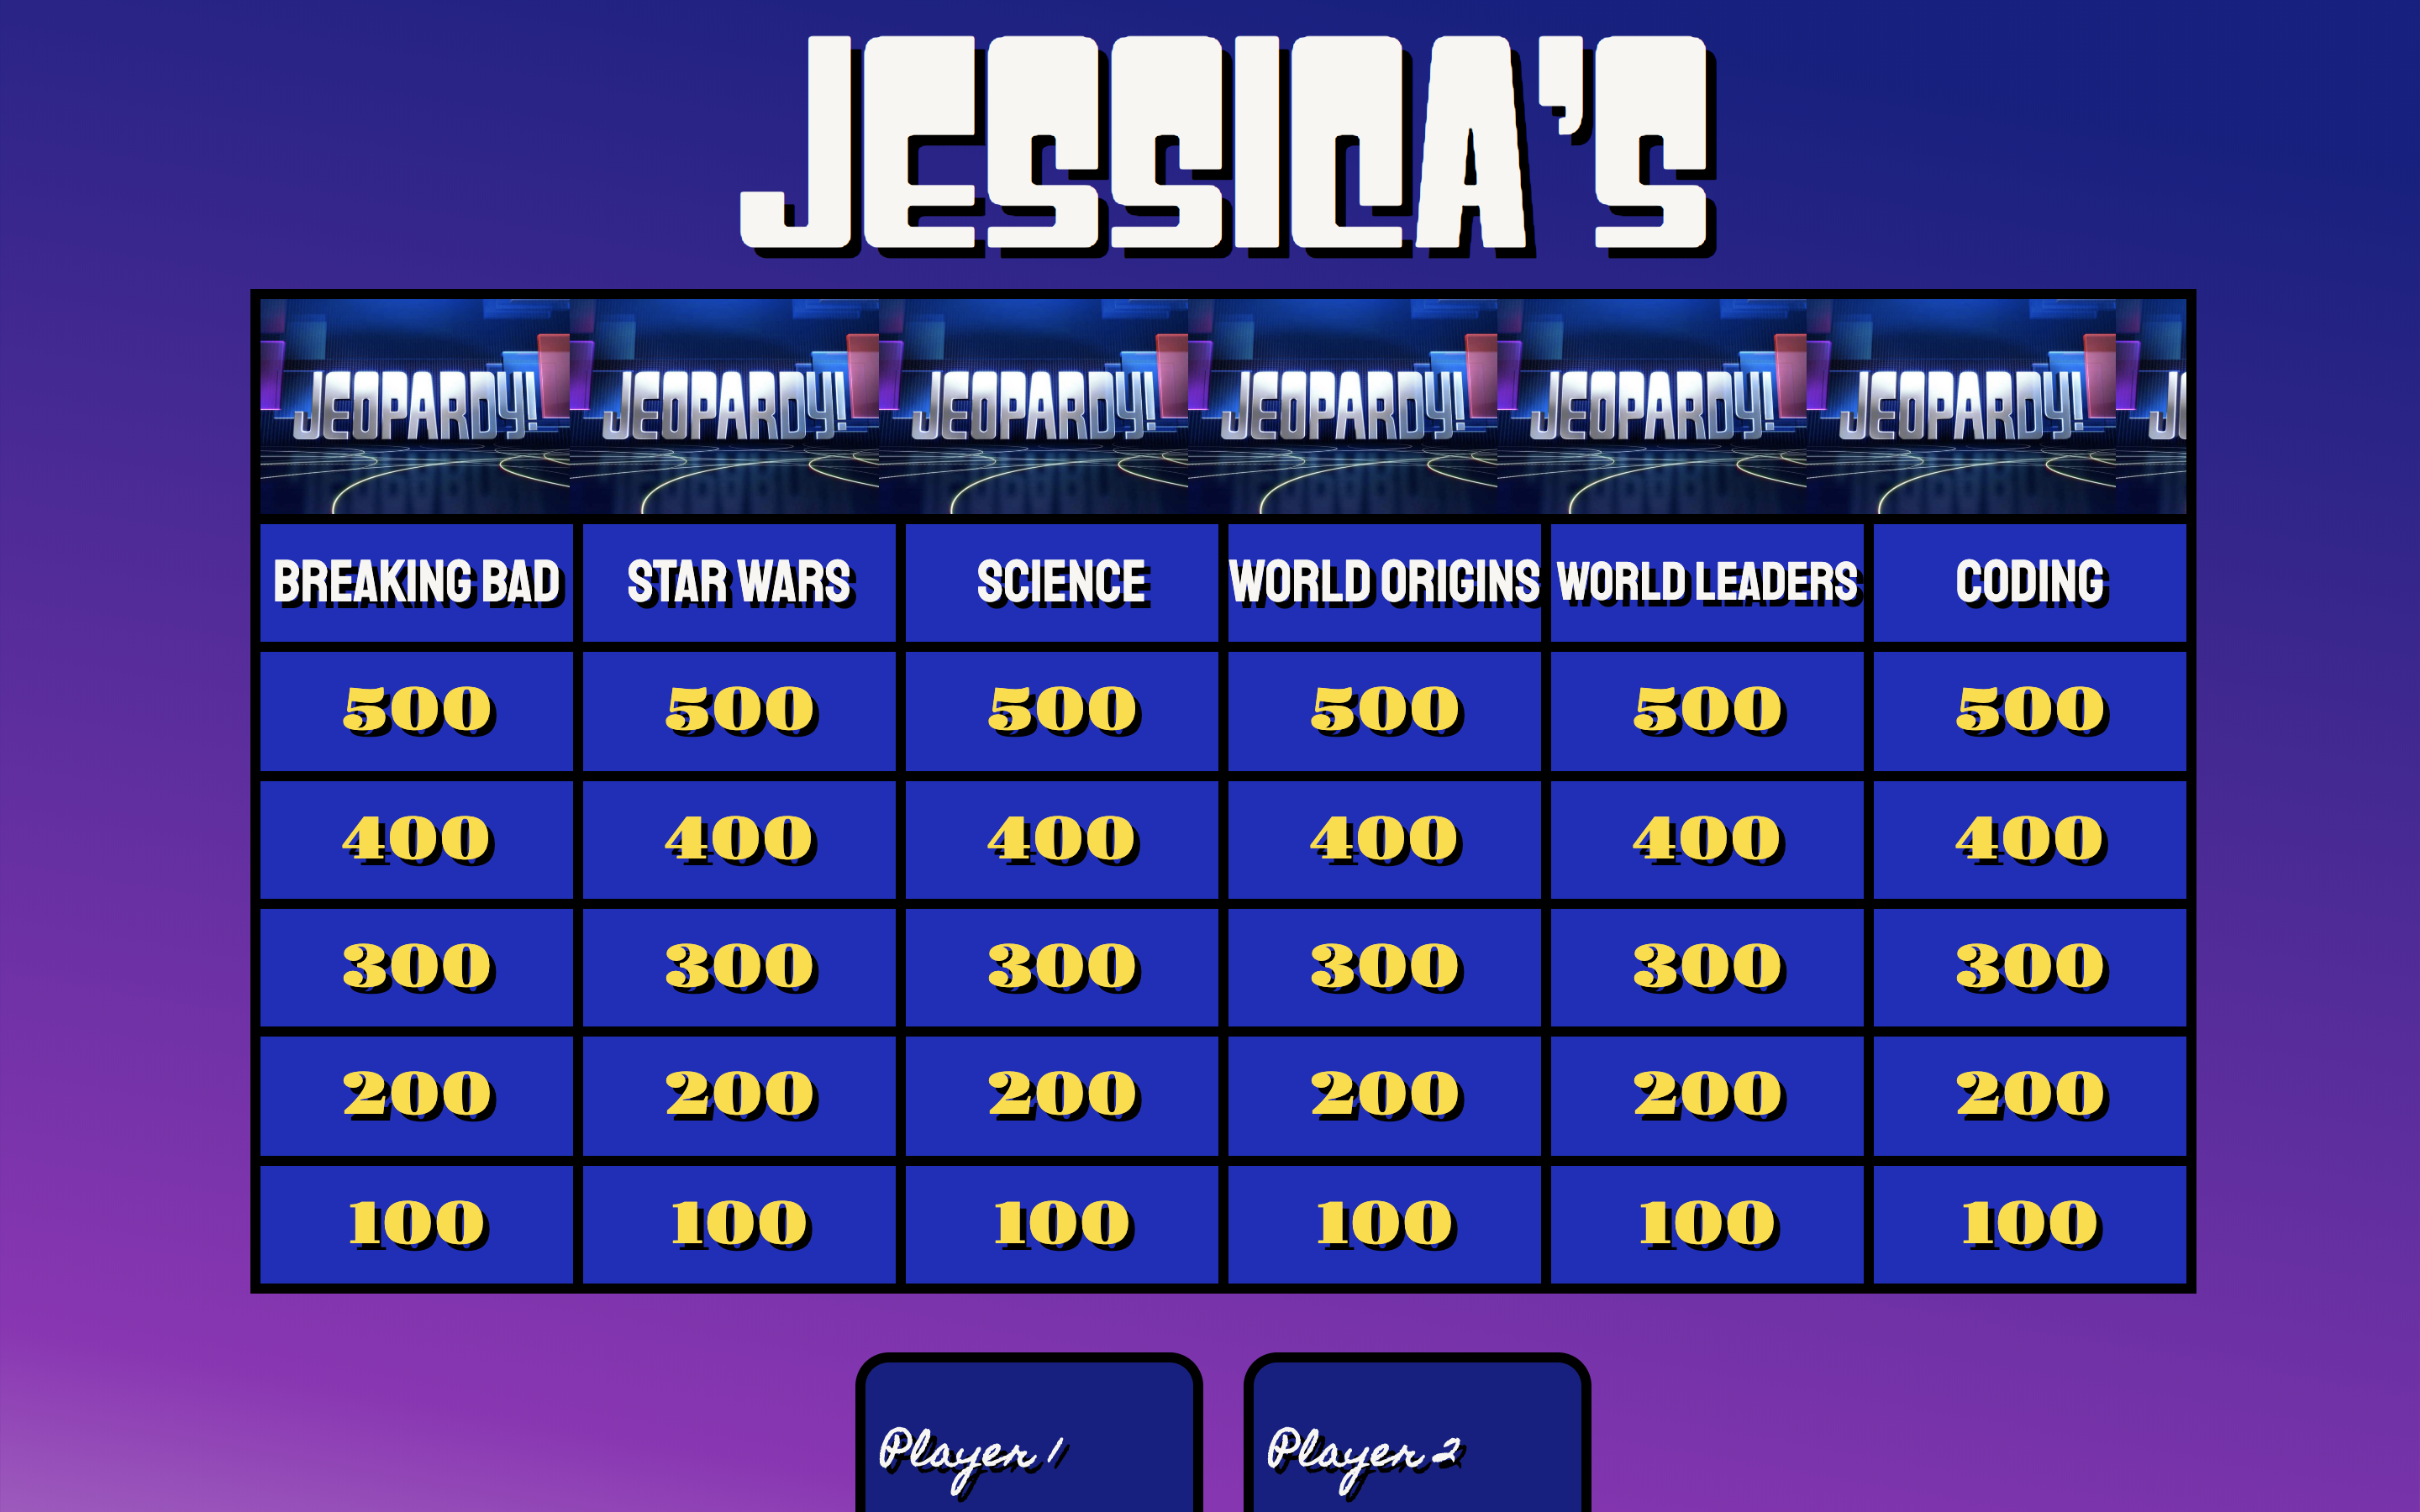 JESSICA'S
JEOPARDY! JEOPARDY! JEOPARDY! JEOPARDY! JEOPARDY! JEOPARDY! JE
BREAKING BAD STAR WARS SCIENCE WORLD ORIGINS WORLD LEADERS CODING
500 500 500 500 500 500
400 400 400 400 400 400
300 300 300 300 300 300
200 200 200 200 200 200
100 100 100 100 100 100
Player 1 Player 2